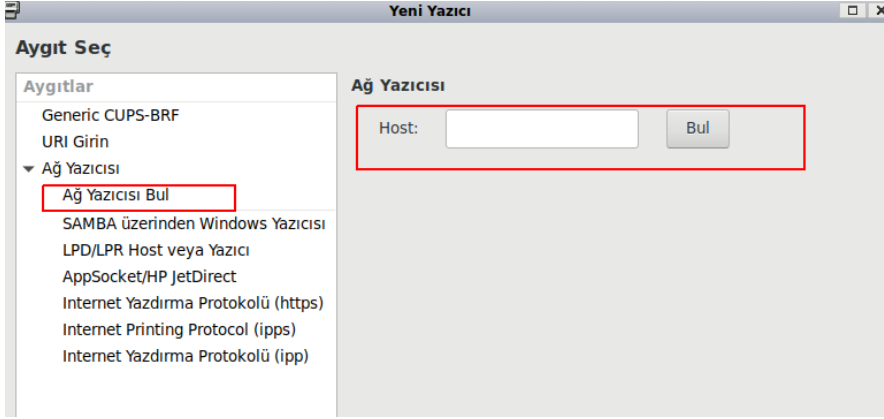 Yeni Yazıcı
Aygıt Seç
Aygıtlar
Generic CUPS-BRF
URI Girin
Ağ Yazıcısı
Ağ Yazıcısı Bul
SAMBA üzerinden Windows Yazıcısı
LPD/LPR Host veya Yazıcı
AppSocket/HP JetDirect
Internet Yazdırma Protokolü (https)
Internet Printing Protocol (ipps)
Internet Yazdırma Protokolü (ipp)
Ağ Yazıcısı
Host:
Bul